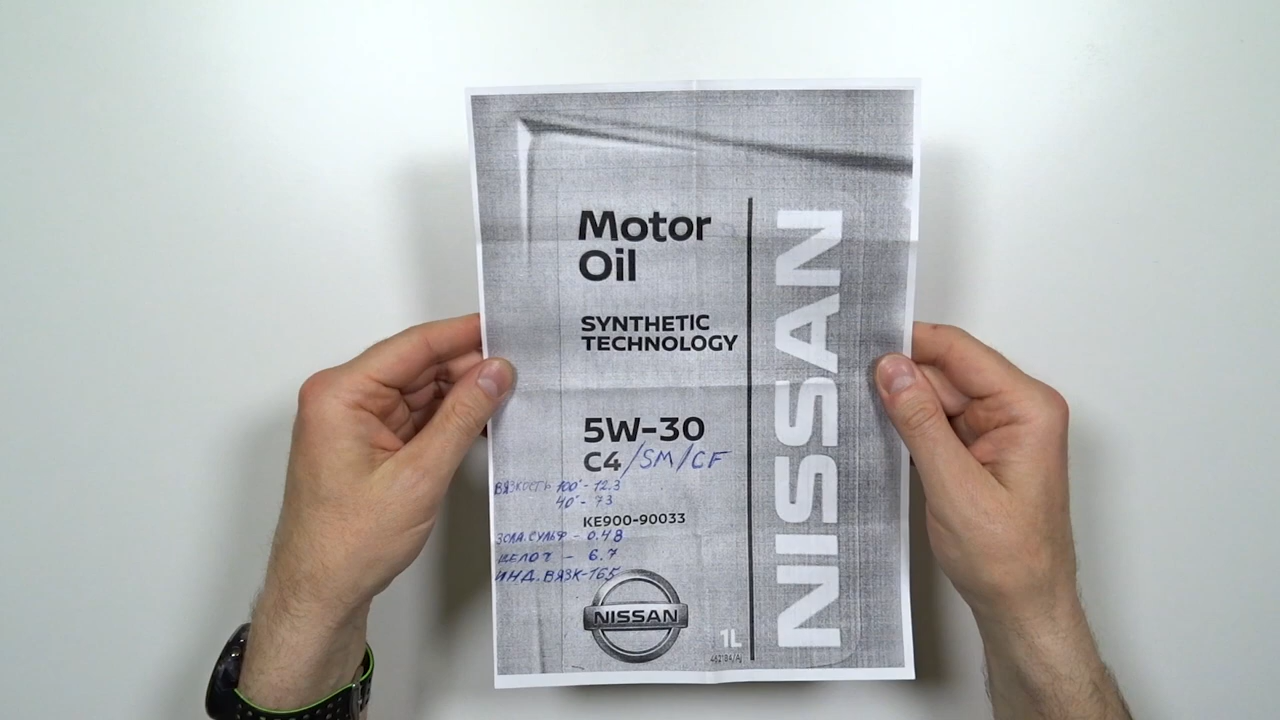 Motor
Oil
SYNTHETIC
TECHNOLOGY
5W-30
C4/SM/CF
ВЯЗКОСТЬ 100°- 12.3
40°- 73
KE900-90033
ЗОЛА.СУЛЬФ - 0.48
ЩЕЛОЧ - 6.7
ИНД.ВЯЗК-165
NISSAN
1L
NISSAN